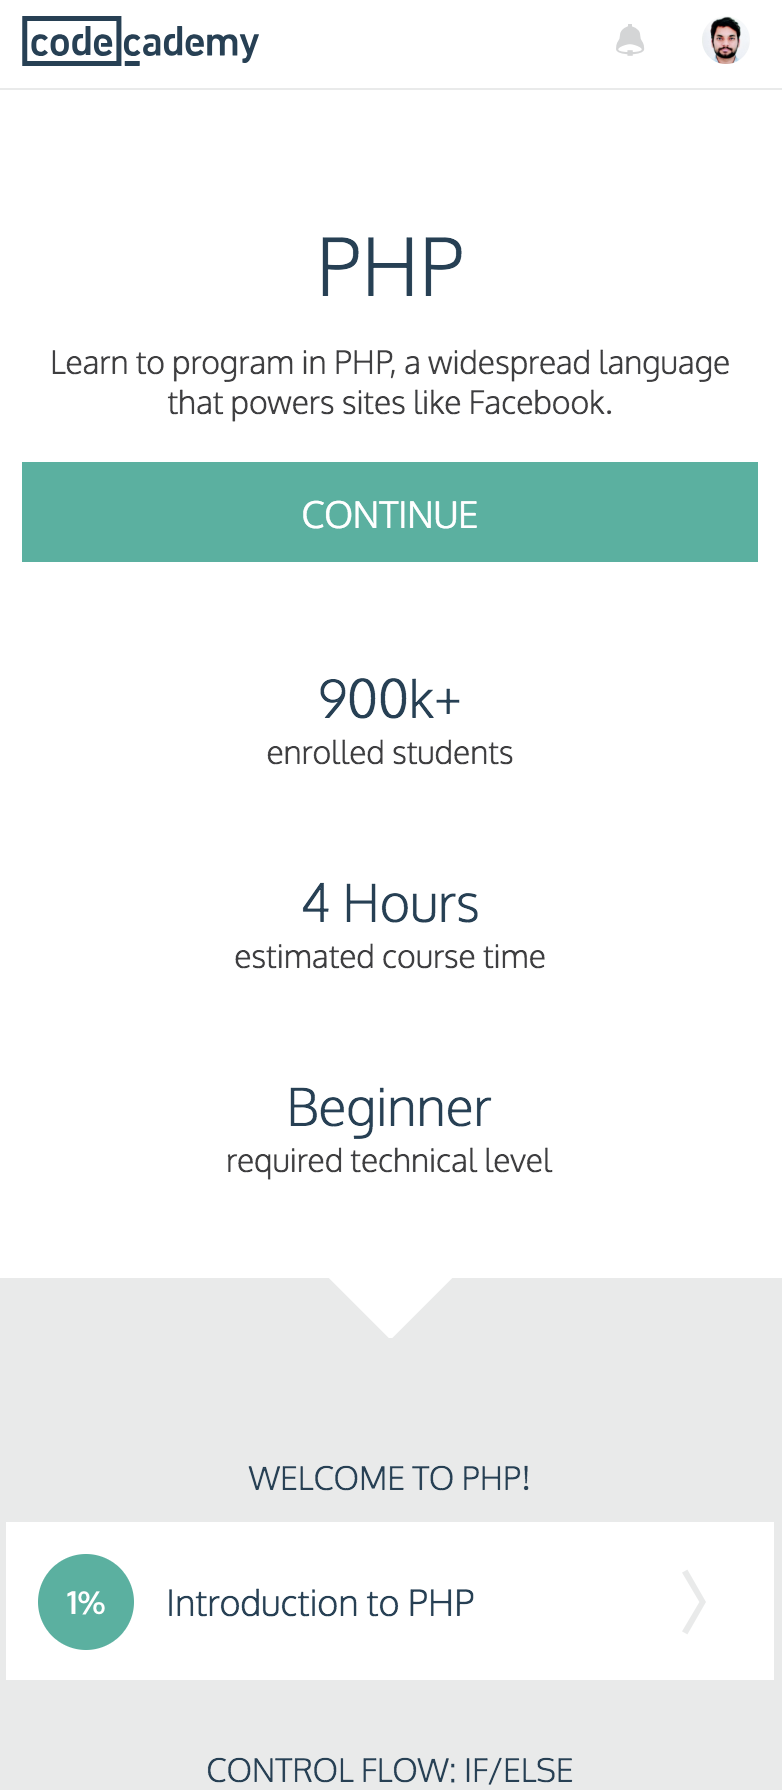 codecademy
PHP
Learn to program in PHP, a widespread language
that powers sites like Facebook.
CONTINUE
900k+
enrolled students
4 Hours
estimated course time
Beginner
required technical level
WELCOME TO PHP!
1% Introduction to PHP
CONTROL FLOW: IF/ELSE